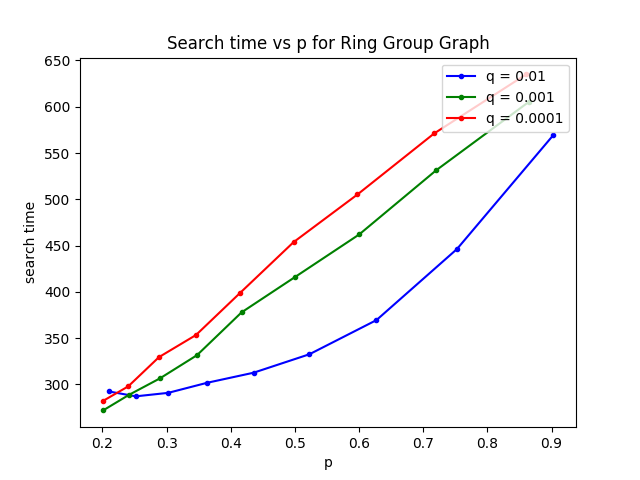 Search time vs p for Ring Group Graph
q = 0.01
q = 0.001
q = 0.0001
search time
650
600
550
500
450
400
350
300
0.2 0.3 0.4 0.5 0.6 0.7 0.8 0.9
p